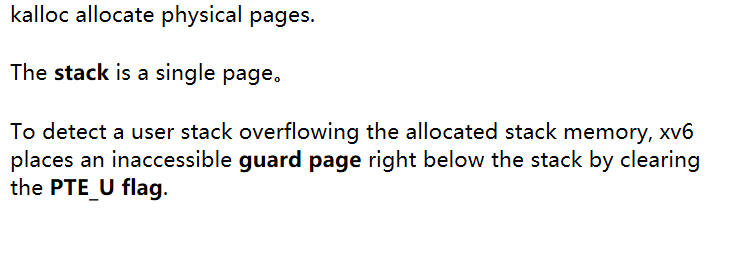 kalloc allocate physical pages.
The stack is a single page。
To detect a user stack overflowing the allocated stack memory, xv6
places an inaccessible guard page right below the stack by clearing
the PTE_U flag.